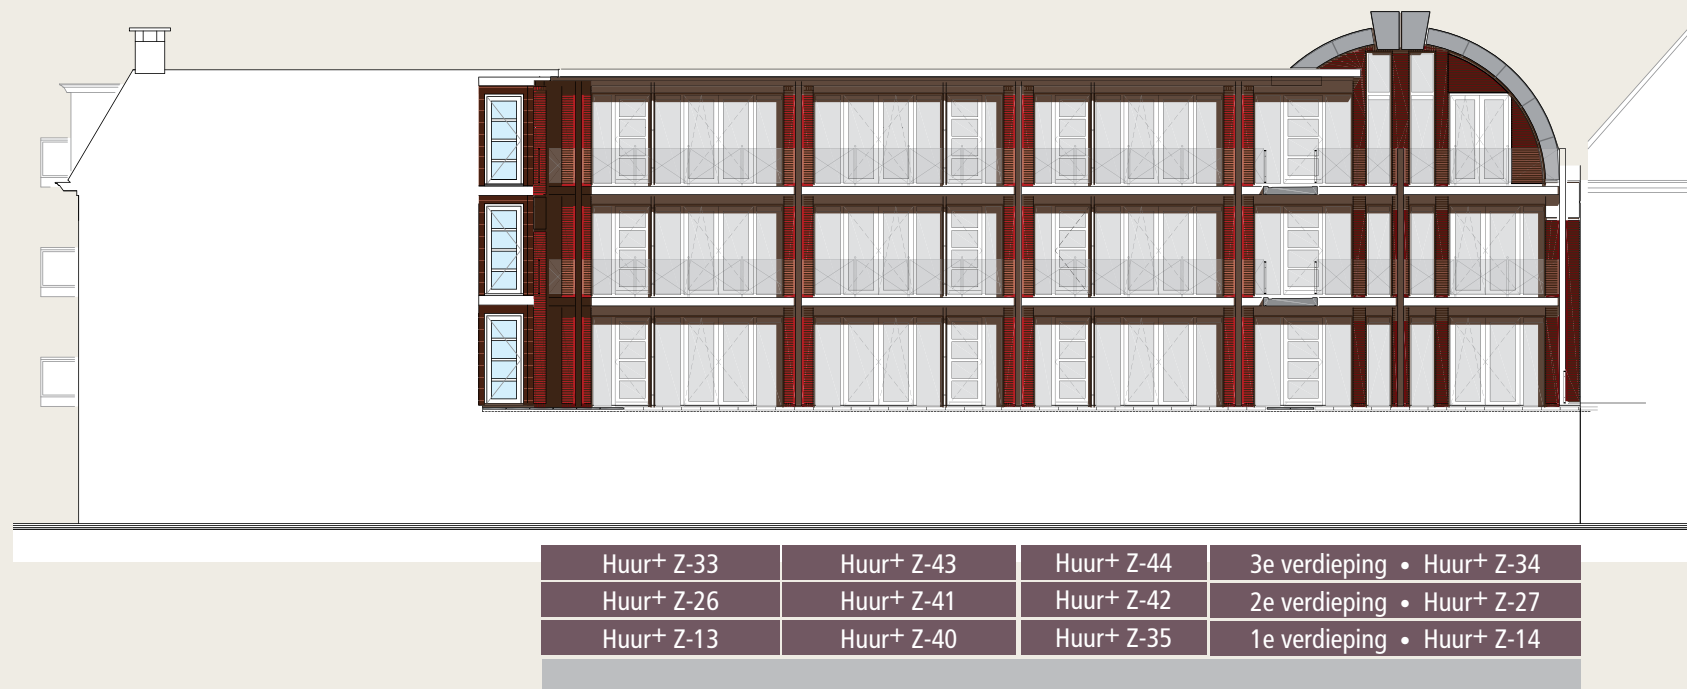 Huur+ Z-33 Huur+ Z-43 Huur+ Z-44 3e verdieping • Huur+ Z-34
Huur+ Z-26 Huur+ Z-41 Huur+ Z-42 2e verdieping • Huur+ Z-27
Huur+ Z-13 Huur+ Z-40 Huur+ Z-35 1e verdieping • Huur+ Z-14